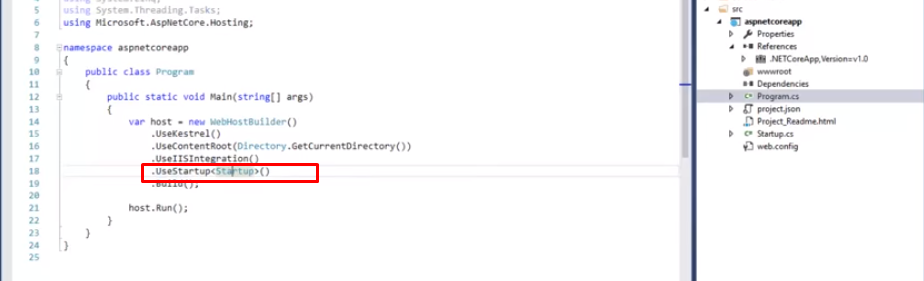 using System.Threading.Tasks;
using Microsoft.AspNetCore.Hosting;
namespace aspnetcoreapp
{
public class Program
{
public static void Main(string[] args)
{
var host = new WebHostBuilder()
.UseKestrel()
.UseContentRoot(Directory.GetCurrentDirectory())
.UseIISIntegration()
.UseStartup<Startup>()
.Build();
host.Run();
}
}
}
5
6
7
8
9
10
11
12
13
14
15
16
17
18
19
20
21
22
23
24
25
src
aspnetcoreapp
Properties
References
.NETCoreApp,Version=v1.0
wwwroot
Dependencies
C# Program.cs
project.json
Project_Readme.html
C# Startup.cs
web.config